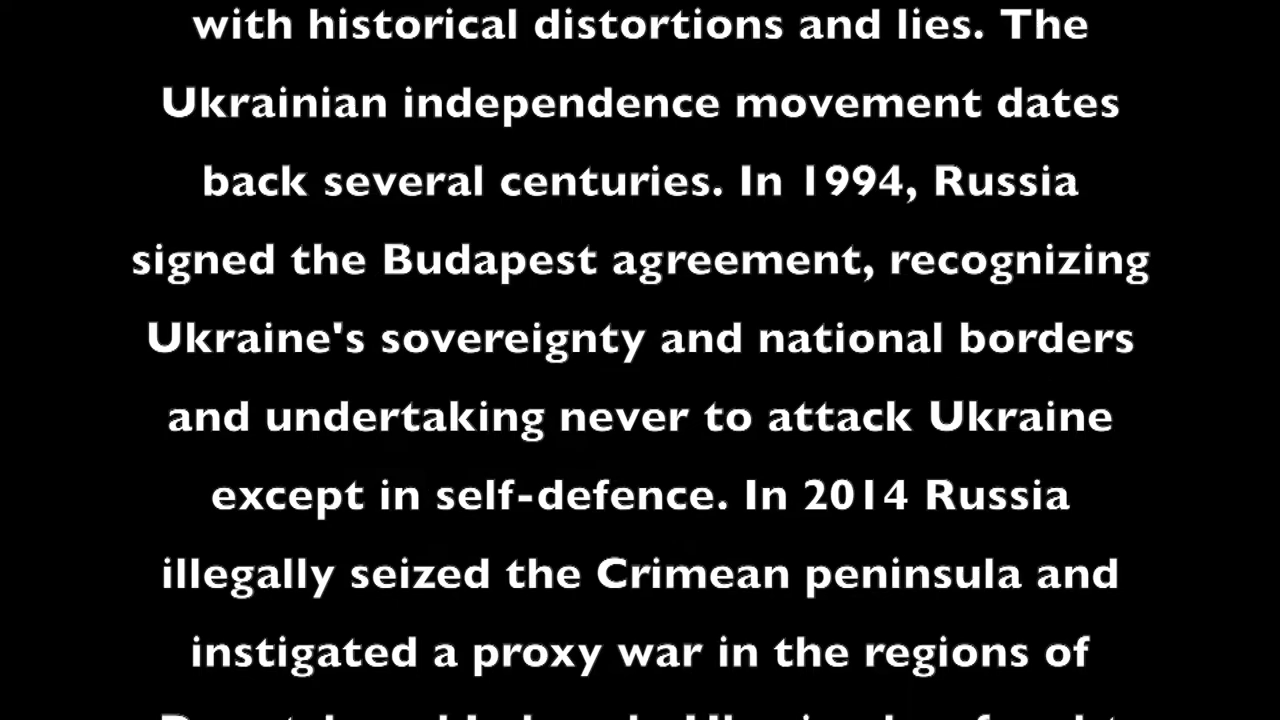 with historical distortions and lies. The
Ukrainian independence movement dates
back several centuries. In 1994, Russia
signed the Budapest agreement, recognizing
Ukraine's sovereignty and national borders
and undertaking never to attack Ukraine
except in self-defence. In 2014 Russia
illegally seized the Crimean peninsula and
instigated a proxy war in the regions of